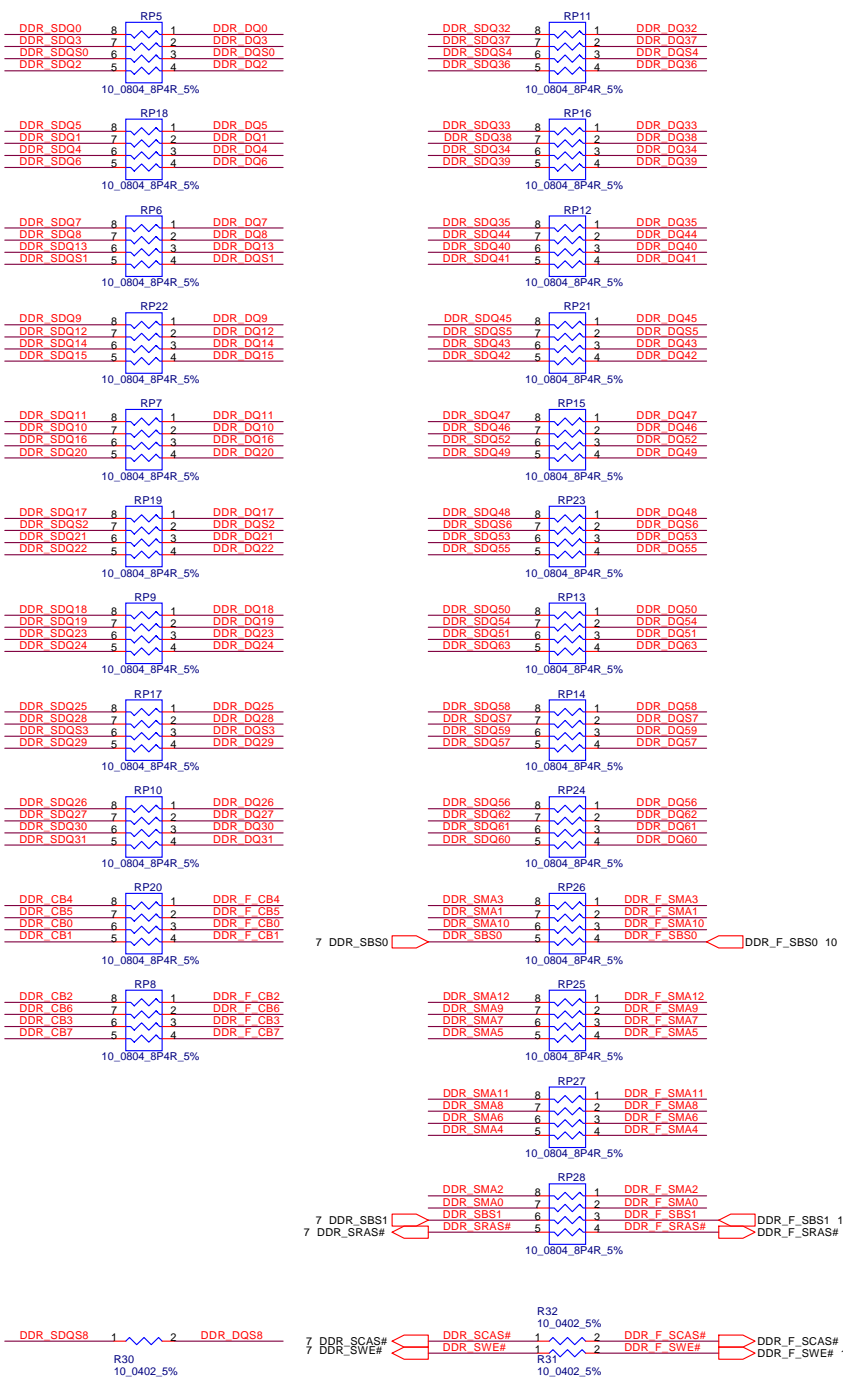 RP5
DDR_SDQ0 8 1 DDR_DQ0
DDR_SDQ3 7 2 DDR_DQ3
DDR_SDQS0 6 3 DDR_DQS0
DDR_SDQ2 5 4 DDR_DQ2
10_0804_8P4R_5%
RP18
DDR_SDQ5 8 1 DDR_DQ5
DDR_SDQ1 7 2 DDR_DQ1
DDR_SDQ4 6 3 DDR_DQ4
DDR_SDQ6 5 4 DDR_DQ6
10_0804_8P4R_5%
RP6
DDR_SDQ7 8 1 DDR_DQ7
DDR_SDQ8 7 2 DDR_DQ8
DDR_SDQ13 6 3 DDR_DQ13
DDR_SDQS1 5 4 DDR_DQS1
10_0804_8P4R_5%
RP22
DDR_SDQ9 8 1 DDR_DQ9
DDR_SDQ12 7 2 DDR_DQ12
DDR_SDQ14 6 3 DDR_DQ14
DDR_SDQ15 5 4 DDR_DQ15
10_0804_8P4R_5%
RP7
DDR_SDQ11 8 1 DDR_DQ11
DDR_SDQ10 7 2 DDR_DQ10
DDR_SDQ16 6 3 DDR_DQ16
DDR_SDQ20 5 4 DDR_DQ20
10_0804_8P4R_5%
RP19
DDR_SDQ17 8 1 DDR_DQ17
DDR_SDQS2 7 2 DDR_DQS2
DDR_SDQ21 6 3 DDR_DQ21
DDR_SDQ22 5 4 DDR_DQ22
10_0804_8P4R_5%
RP9
DDR_SDQ18 8 1 DDR_DQ18
DDR_SDQ19 7 2 DDR_DQ19
DDR_SDQ23 6 3 DDR_DQ23
DDR_SDQ24 5 4 DDR_DQ24
10_0804_8P4R_5%
RP17
DDR_SDQ25 8 1 DDR_DQ25
DDR_SDQ28 7 2 DDR_DQ28
DDR_SDQS3 6 3 DDR_DQS3
DDR_SDQ29 5 4 DDR_DQ29
10_0804_8P4R_5%
RP10
DDR_SDQ26 8 1 DDR_DQ26
DDR_SDQ27 7 2 DDR_DQ27
DDR_SDQ30 6 3 DDR_DQ30
DDR_SDQ31 5 4 DDR_DQ31
10_0804_8P4R_5%
RP20
DDR_CB4 8 1 DDR_F_CB4
DDR_CB5 7 2 DDR_F_CB5
DDR_CB0 6 3 DDR_F_CB0
DDR_CB1 5 4 DDR_F_CB1
10_0804_8P4R_5%
RP8
DDR_CB2 8 1 DDR_F_CB2
DDR_CB6 7 2 DDR_F_CB6
DDR_CB3 6 3 DDR_F_CB3
DDR_CB7 5 4 DDR_F_CB7
10_0804_8P4R_5%
DDR_SDQS8 1 2 DDR_DQS8
R30
10_0402_5%
RP11
DDR_SDQ32 8 1 DDR_DQ32
DDR_SDQ37 7 2 DDR_DQ37
DDR_SDQS4 6 3 DDR_DQS4
DDR_SDQ36 5 4 DDR_DQ36
10_0804_8P4R_5%
RP16
DDR_SDQ33 8 1 DDR_DQ33
DDR_SDQ38 7 2 DDR_DQ38
DDR_SDQ34 6 3 DDR_DQ34
DDR_SDQ39 5 4 DDR_DQ39
10_0804_8P4R_5%
RP12
DDR_SDQ35 8 1 DDR_DQ35
DDR_SDQ44 7 2 DDR_DQ44
DDR_SDQ40 6 3 DDR_DQ40
DDR_SDQ41 5 4 DDR_DQ41
10_0804_8P4R_5%
RP21
DDR_SDQ45 8 1 DDR_DQ45
DDR_SDQS5 7 2 DDR_DQS5
DDR_SDQ43 6 3 DDR_DQ43
DDR_SDQ42 5 4 DDR_DQ42
10_0804_8P4R_5%
RP15
DDR_SDQ47 8 1 DDR_DQ47
DDR_SDQ46 7 2 DDR_DQ46
DDR_SDQ52 6 3 DDR_DQ52
DDR_SDQ49 5 4 DDR_DQ49
10_0804_8P4R_5%
RP23
DDR_SDQ48 8 1 DDR_DQ48
DDR_SDQS6 7 2 DDR_DQS6
DDR_SDQ53 6 3 DDR_DQ53
DDR_SDQ55 5 4 DDR_DQ55
10_0804_8P4R_5%
RP13
DDR_SDQ50 8 1 DDR_DQ50
DDR_SDQ54 7 2 DDR_DQ54
DDR_SDQ51 6 3 DDR_DQ51
DDR_SDQ63 5 4 DDR_DQ63
10_0804_8P4R_5%
RP14
DDR_SDQ58 8 1 DDR_DQ58
DDR_SDQS7 7 2 DDR_DQS7
DDR_SDQ59 6 3 DDR_DQ59
DDR_SDQ57 5 4 DDR_DQ57
10_0804_8P4R_5%
RP24
DDR_SDQ56 8 1 DDR_DQ56
DDR_SDQ62 7 2 DDR_DQ62
DDR_SDQ61 6 3 DDR_DQ61
DDR_SDQ60 5 4 DDR_DQ60
10_0804_8P4R_5%
RP26
DDR_SMA3 8 1 DDR_F_SMA3
DDR_SMA1 7 2 DDR_F_SMA1
DDR_SMA10 6 3 DDR_F_SMA10
7 DDR_SBS0 DDR_SBS0 5 4 DDR_F_SBS0 DDR_F_SBS0 10
10_0804_8P4R_5%
RP25
DDR_SMA12 8 1 DDR_F_SMA12
DDR_SMA9 7 2 DDR_F_SMA9
DDR_SMA7 6 3 DDR_F_SMA7
DDR_SMA5 5 4 DDR_F_SMA5
10_0804_8P4R_5%
RP27
DDR_SMA11 8 1 DDR_F_SMA11
DDR_SMA8 7 2 DDR_F_SMA8
DDR_SMA6 6 3 DDR_F_SMA6
DDR_SMA4 5 4 DDR_F_SMA4
10_0804_8P4R_5%
RP28
DDR_SMA2 8 1 DDR_F_SMA2
DDR_SMA0 7 2 DDR_F_SMA0
7 DDR_SBS1 DDR_SBS1 6 3 DDR_F_SBS1 DDR_F_SBS1 1
7 DDR_SRAS# DDR_SRAS# 5 4 DDR_F_SRAS# DDR_F_SRAS#
10_0804_8P4R_5%
R32
10_0402_5%
7 DDR_SCAS# DDR_SCAS# 1 2 DDR_F_SCAS# DDR_F_SCAS#
7 DDR_SWE# DDR_SWE# 1 2 DDR_F_SWE# DDR_F_SWE#
R31
10_0402_5%